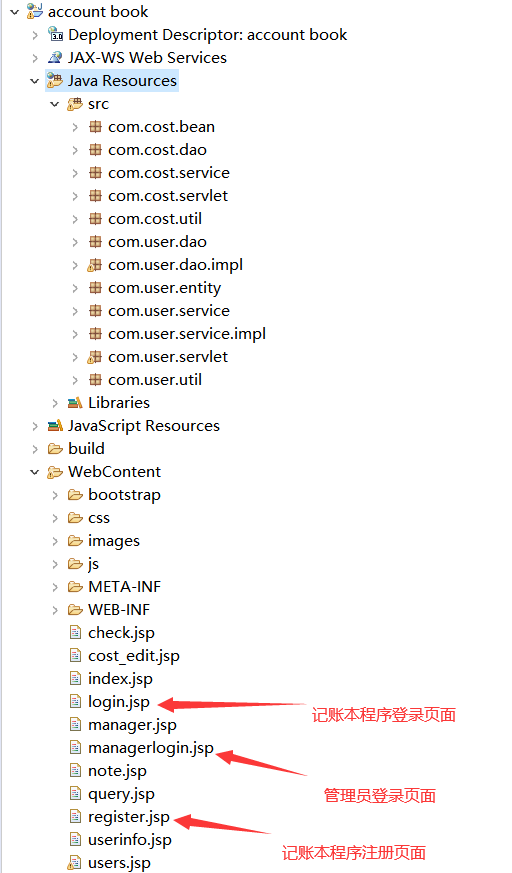 account book
3.0 Deployment Descriptor: account book
JAX-WS Web Services
Java Resources
src
com.cost.bean
com.cost.dao
com.cost.service
com.cost.servlet
com.cost.util
com.user.dao
com.user.dao.impl
com.user.entity
com.user.service
com.user.service.impl
com.user.servlet
com.user.util
Libraries
JavaScript Resources
build
WebContent
bootstrap
css
images
js
META-INF
WEB-INF
check.jsp
cost_edit.jsp
index.jsp
login.jsp 记账本程序登录页面
manager.jsp
managerlogin.jsp
note.jsp 管理员登录页面
query.jsp
register.jsp
userinfo.jsp 记账本程序注册页面
users.jsp